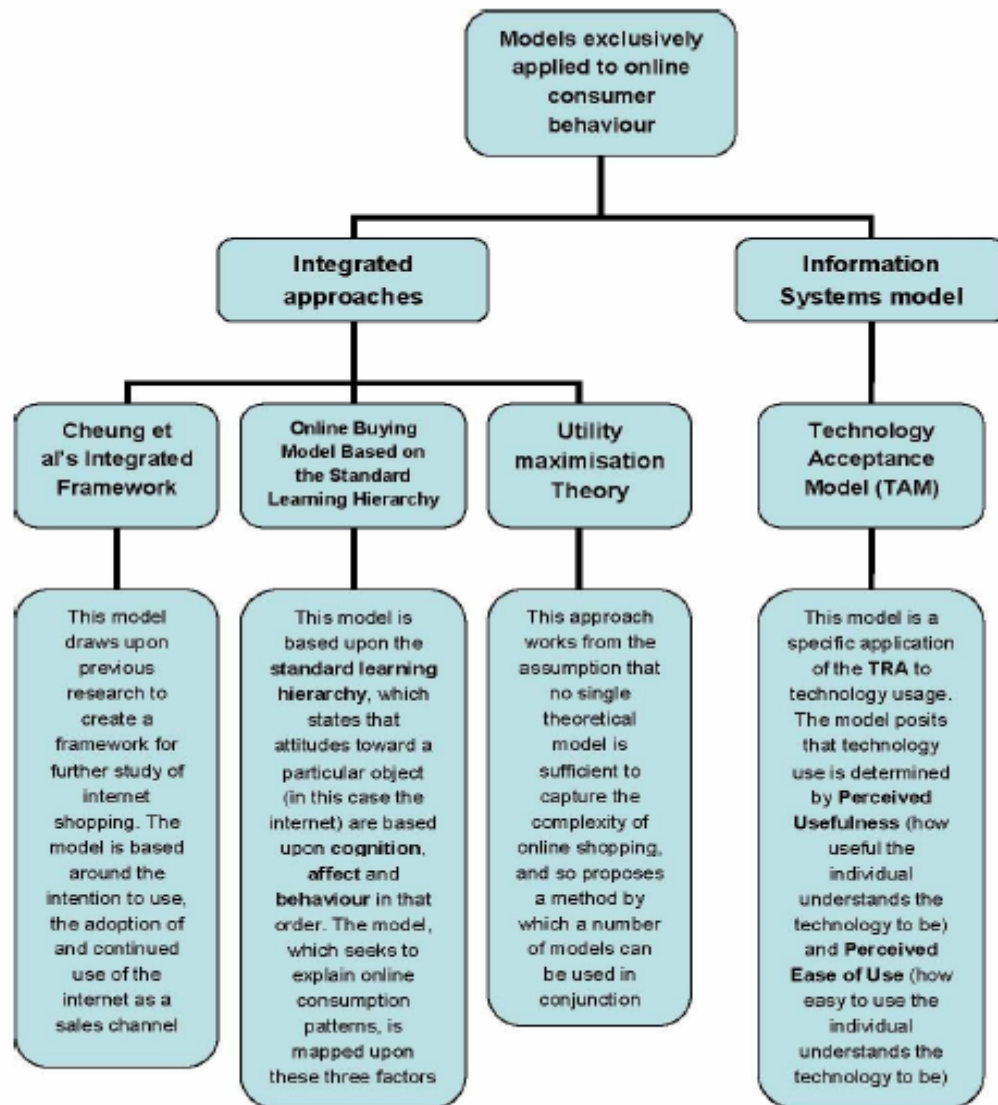 Models exclusively
applied to online
consumer
behaviour
Integrated
approaches
Information
Systems model
Cheung et
al's Integrated
Framework
Online Buying
Model Based on
the Standard
Learning Hierarchy
Utility
maximisation
Theory
Technology
Acceptance
Model (TAM)
This model
draws upon
previous
research to
create a
framework for
further study of
internet
shopping. The
model is based
around the
intention to use,
the adoption of
and continued
use of the
internet as a
sales channel
This model is
based upon the
standard learning
hierarchy, which
states that
attitudes toward a
particular object
(in this case the
internet) are based
upon cognition,
affect and
behaviour in that
order. The model,
which seeks to
explain online
consumption
patterns, is
mapped upon
these three factors
This approach
works from the
assumption that
no single
theoretical
model is
sufficient to
capture the
complexity of
online shopping,
and so proposes
a method by
which a number
of models can
be used in
conjunction
This model is a
specific application
of the TRA to
technology usage.
The model posits
that technology
use is determined
by Perceived
Usefulness (how
useful the
individual
understands the
technology to be)
and Perceived
Ease of Use (how
easy to use the
individual
understands the
technology to be)